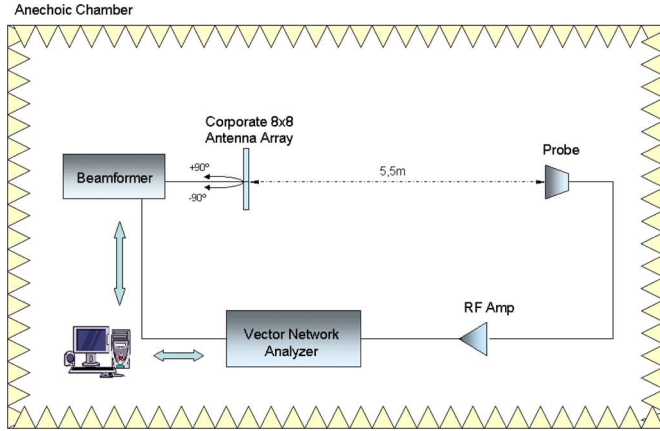 Anechoic Chamber
Corporate 8x8
Antenna Array
Probe
Beamformer
+90º
-90º
5,5m
RF Amp
Vector Network
Analyzer